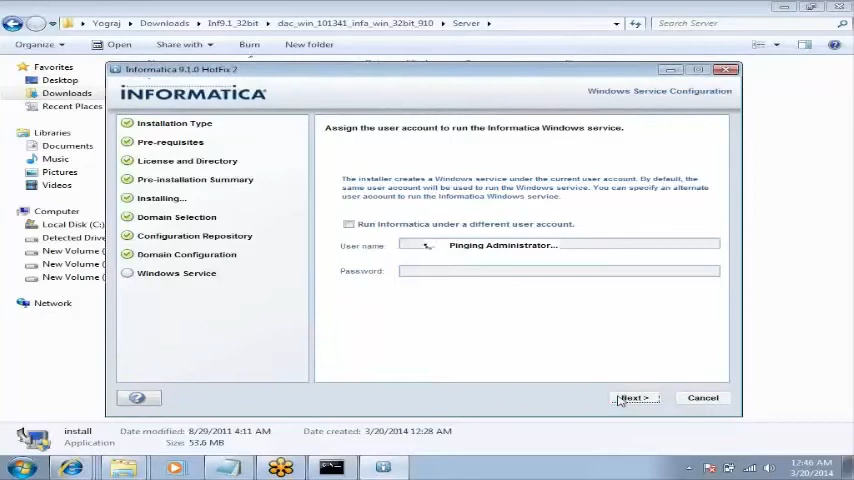 Yograj ▸ Downloads ▸ Inf9.1_32bit ▸ dac_win_101341_infa_win_32bit_910 ▸ Server ▸
Search Server
Organize Open Share with Burn New folder
Favorites
Desktop
Downloads
Recent Places
Libraries
Documents
Music
Pictures
Videos
Computer
Local Disk (C:)
Detected Drive
New Volume (
New Volume (
New Volume (
Network
Informatica 9.1.0 HotFix 2
INFORMATICA
Windows Service Configuration
Installation Type
Pre-requisites
License and Directory
Pre-installation Summary
Installing...
Domain Selection
Configuration Repository
Domain Configuration
Windows Service
Assign the user account to run the Informatica Windows service.
The installer creates a Windows service under the current user account. By default, the
same user account will be used to run the Windows service. You can specify an alternate
user account to run the Informatica Windows service.
Run Informatica under a different user account.
User name:
Pinging Administrator...
Password:
Next >
Cancel
install Date modified: 8/29/2011 4:11 AM Date created: 3/20/2014 12:28 AM
Application Size: 53.6 MB
12:46 AM
3/20/2014